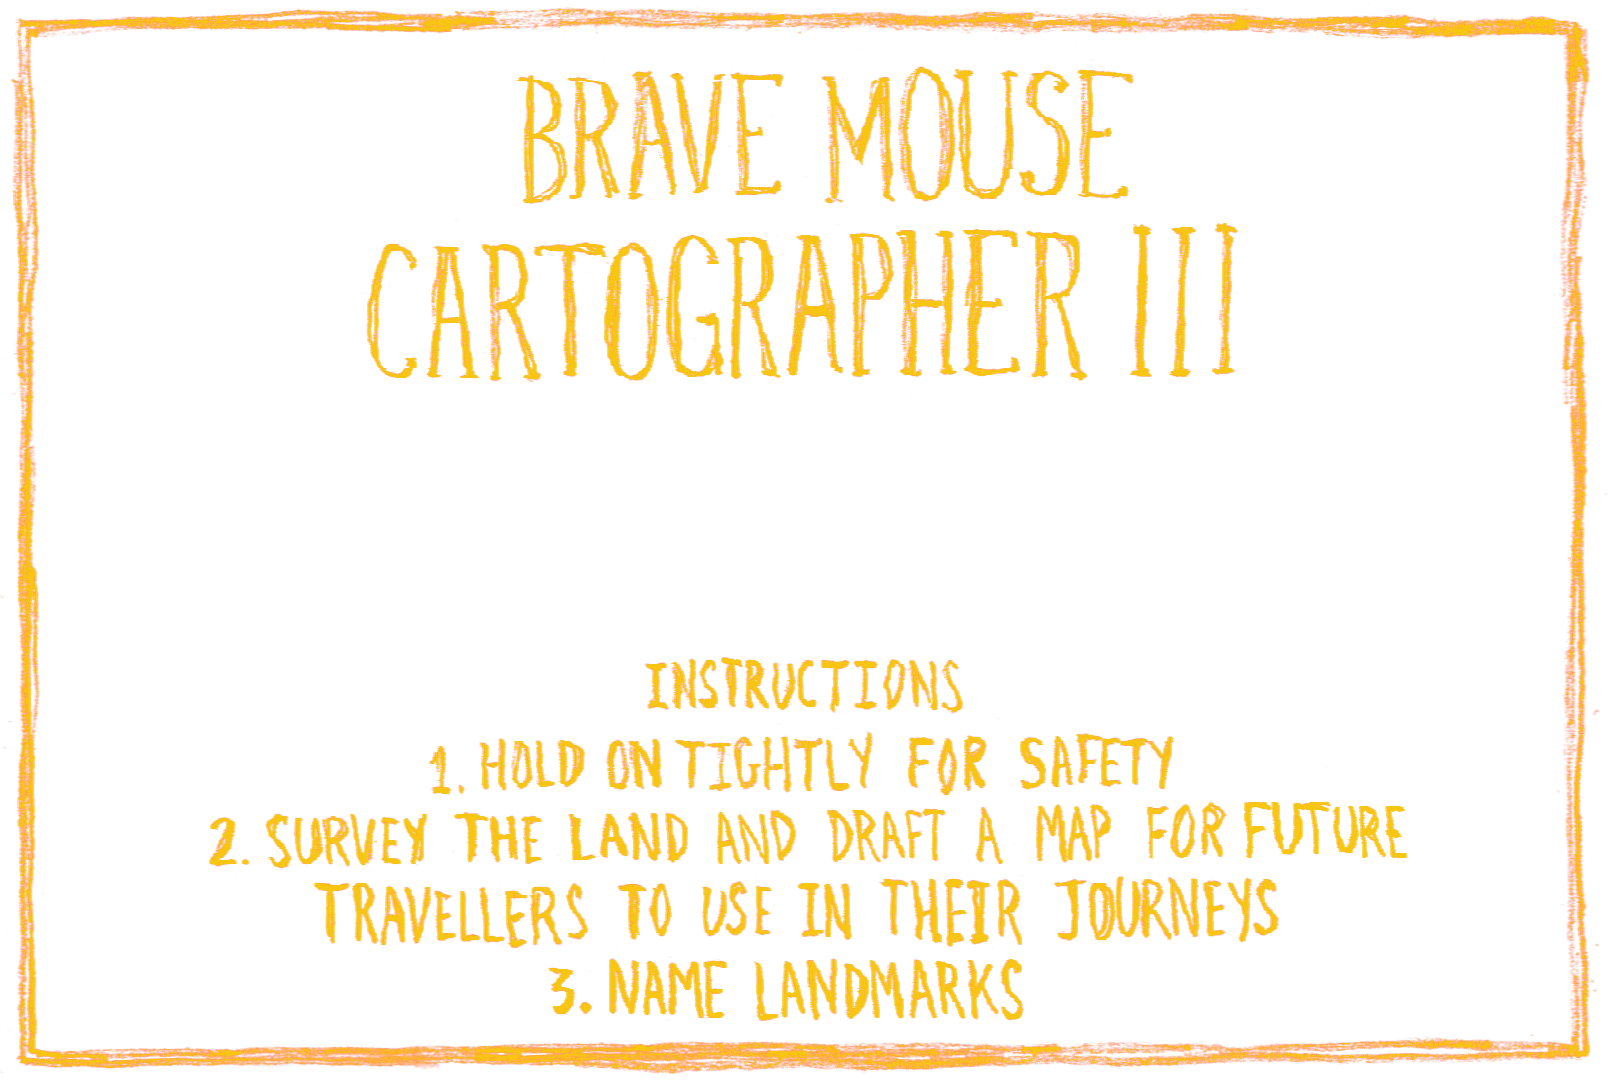 BRAVE MOUSE
CARTOGRAPHER III
INSTRUCTIONS
1. HOLD ON TIGHTLY FOR SAFETY
2. SURVEY THE LAND AND DRAFT A MAP FOR FUTURE
TRAVELLERS TO USE IN THEIR JOURNEYS
3. NAME LANDMARKS